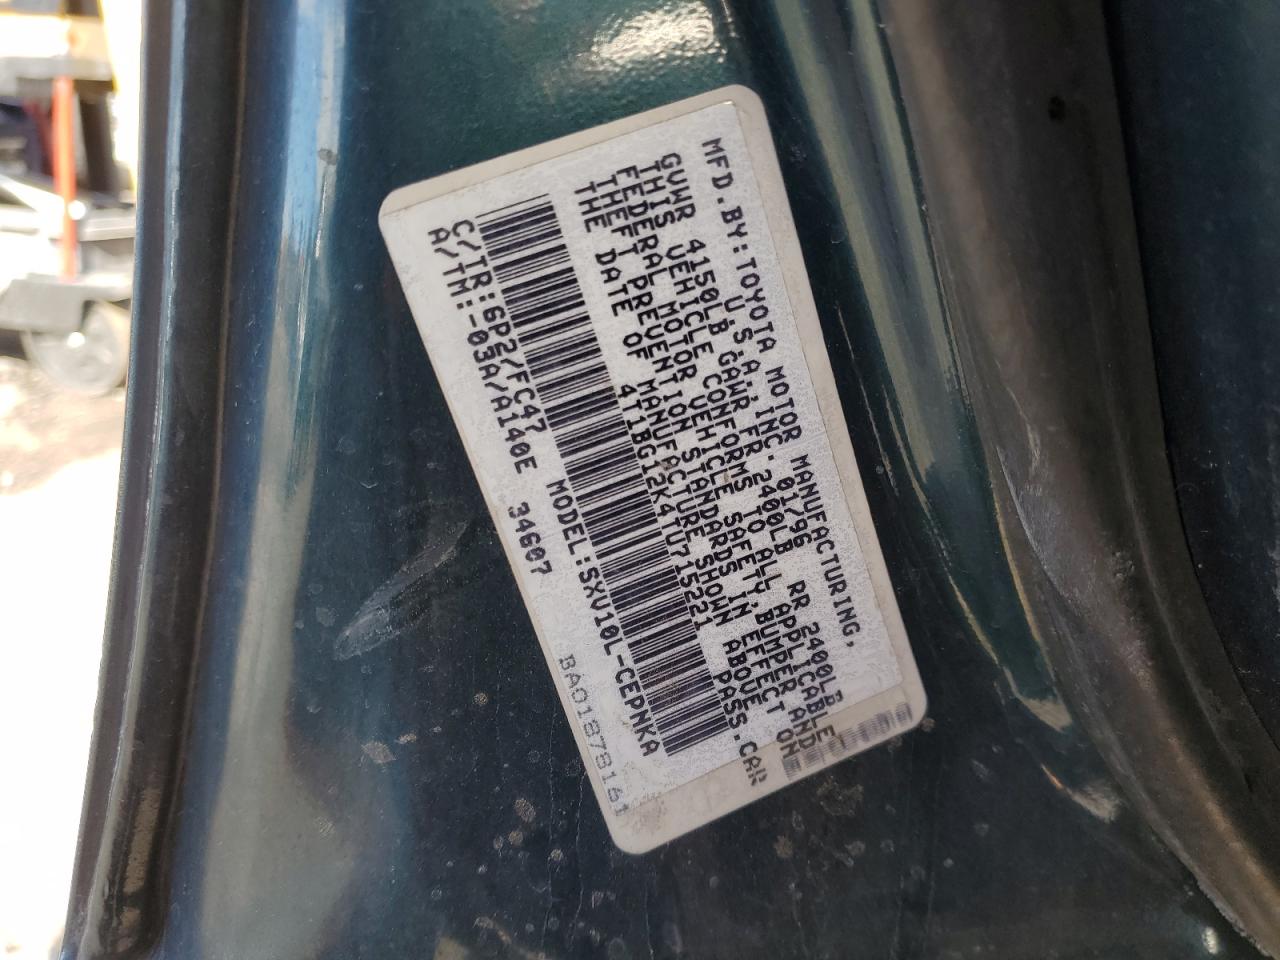 MFD.BY:TOYOTA MOTOR MANUFACTURING,
U.S.A. INC. 01/96
GVWR 4150LB GAWR FR 2400LB RR 2400LB
THIS VEHICLE CONFORMS TO ALL APPLICABLE
FEDERAL MOTOR VEHICLE SAFETY, BUMPER AND
THEFT PREVENTION STANDARDS IN EFFECT ON
THE DATE OF MANUFACTURE SHOWN ABOVE.
4T1BG12K4TU715221 PASS.CAR
C/TR:6P2/FC47 MODEL:SXV10L-CEPNKA
A/TM:-03A/A140E 34607
BA01878161